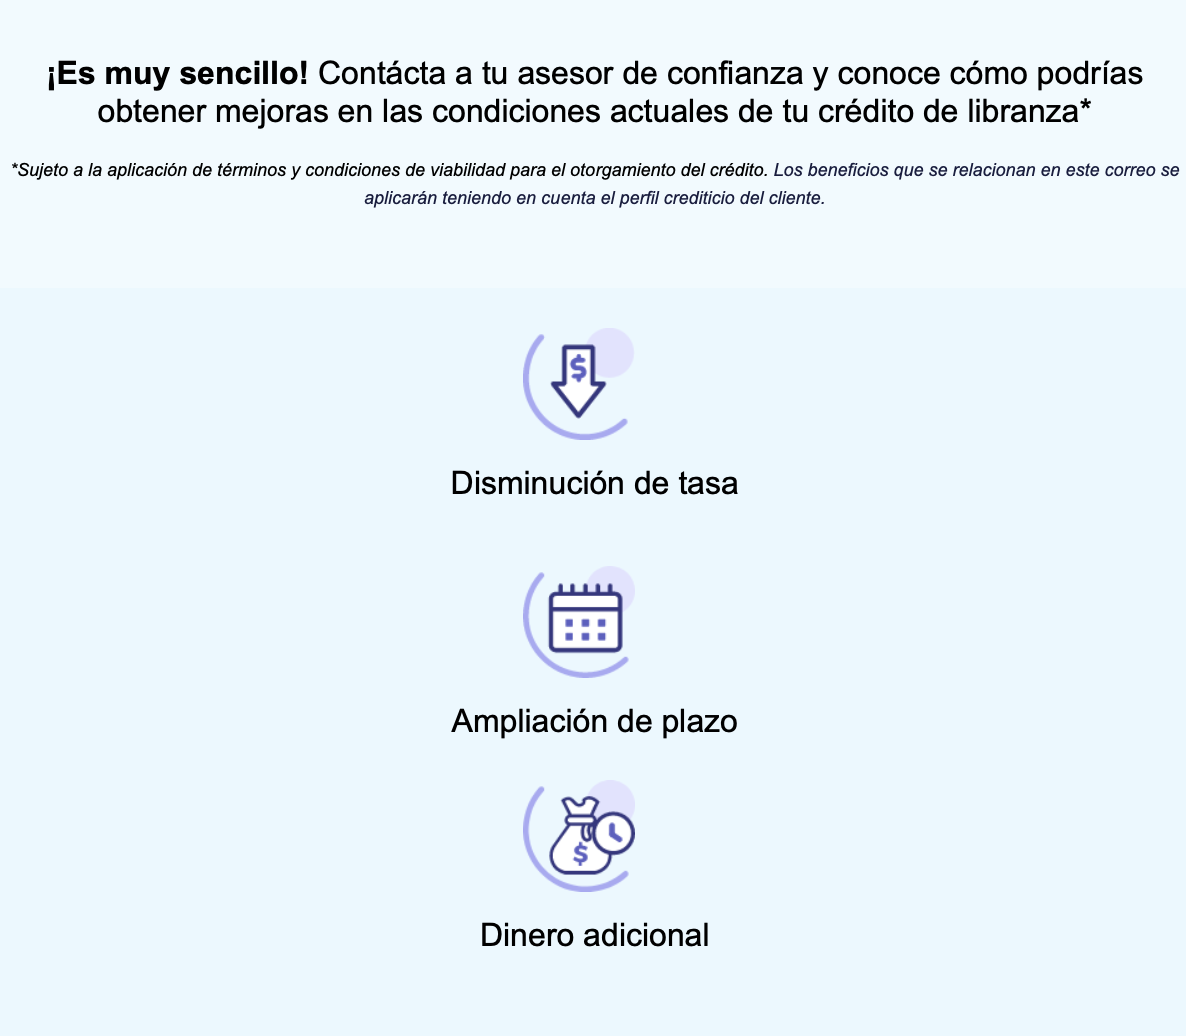 ¡Es muy sencillo! Contácta a tu asesor de confianza y conoce cómo podrías
obtener mejoras en las condiciones actuales de tu crédito de libranza*
*Sujeto a la aplicación de términos y condiciones de viabilidad para el otorgamiento del crédito. Los beneficios que se relacionan en este correo se
aplicarán teniendo en cuenta el perfil crediticio del cliente.
$
Disminución de tasa
Ampliación de plazo
$
Dinero adicional